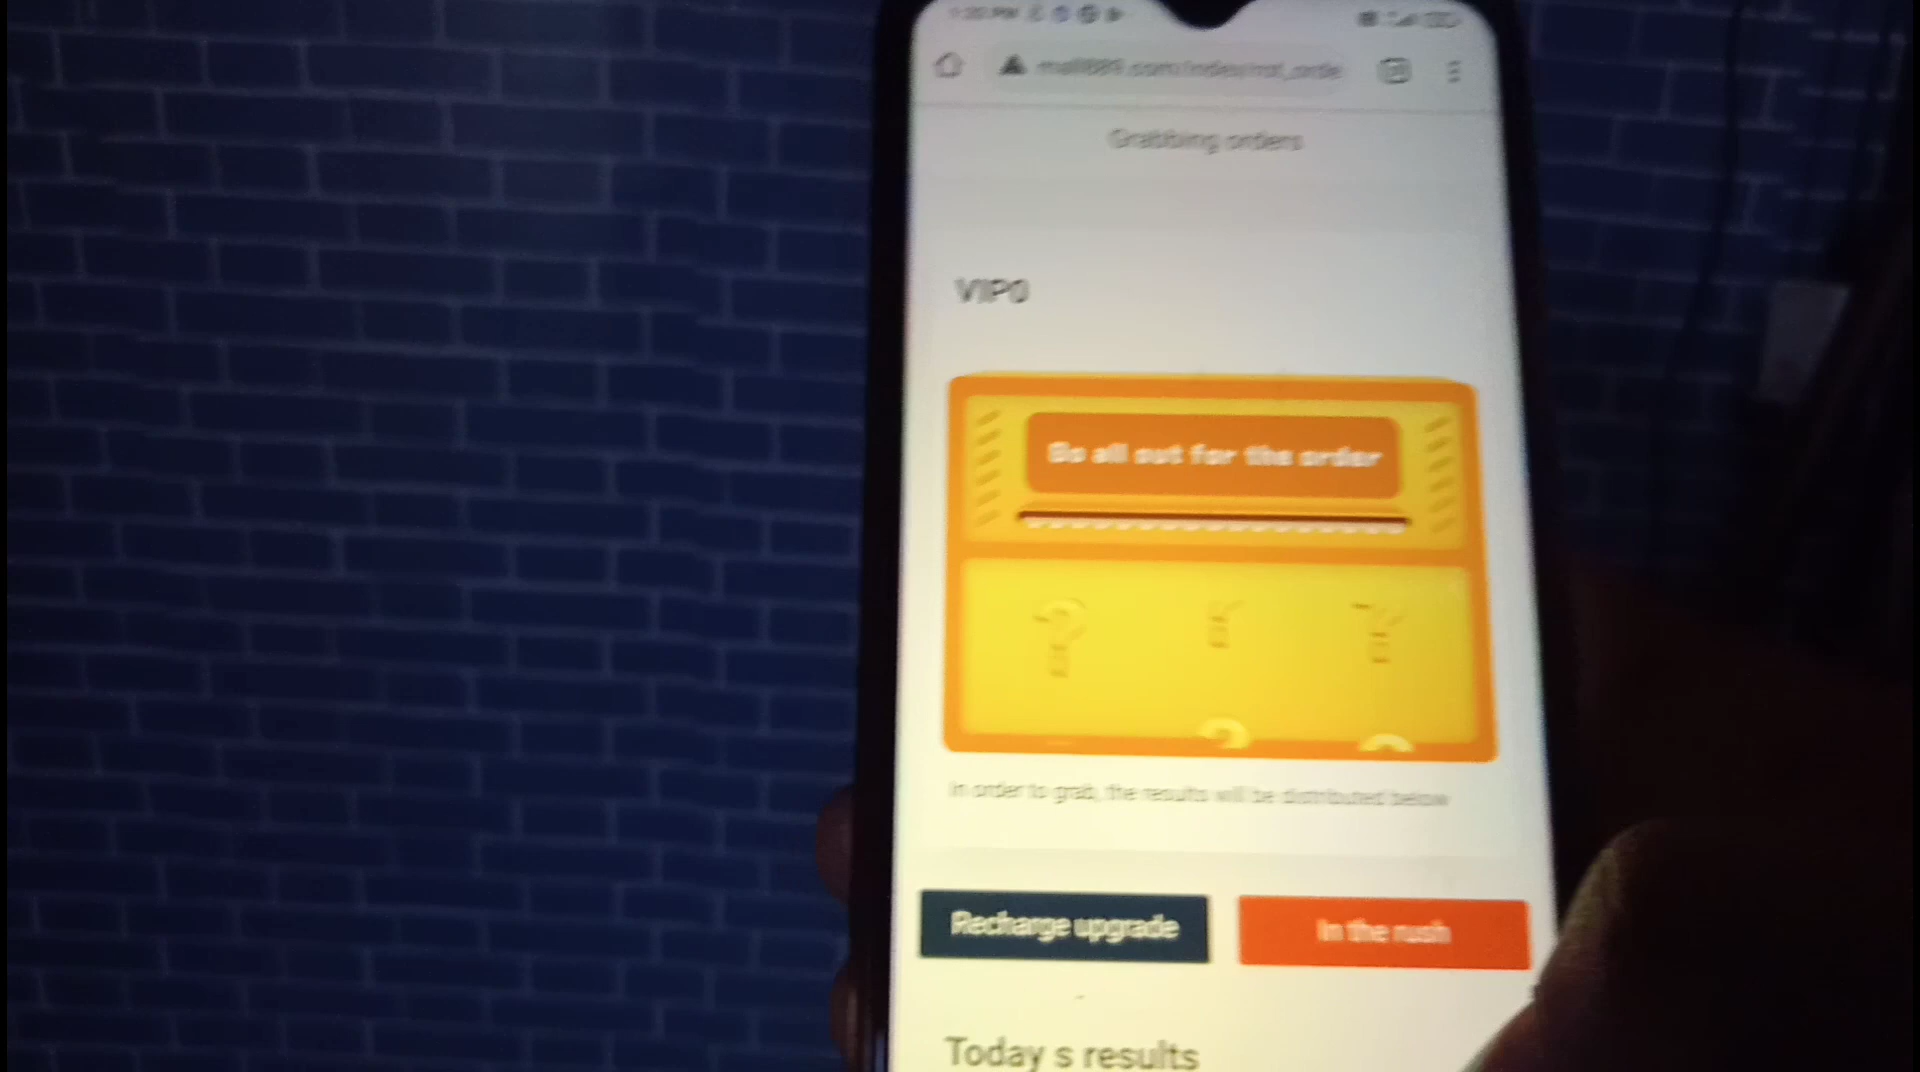 Grabbing orders
VIP0
Go all out for the order
In order to grab, the results will be distributed below
Recharge upgrade
In the rush
Today s results